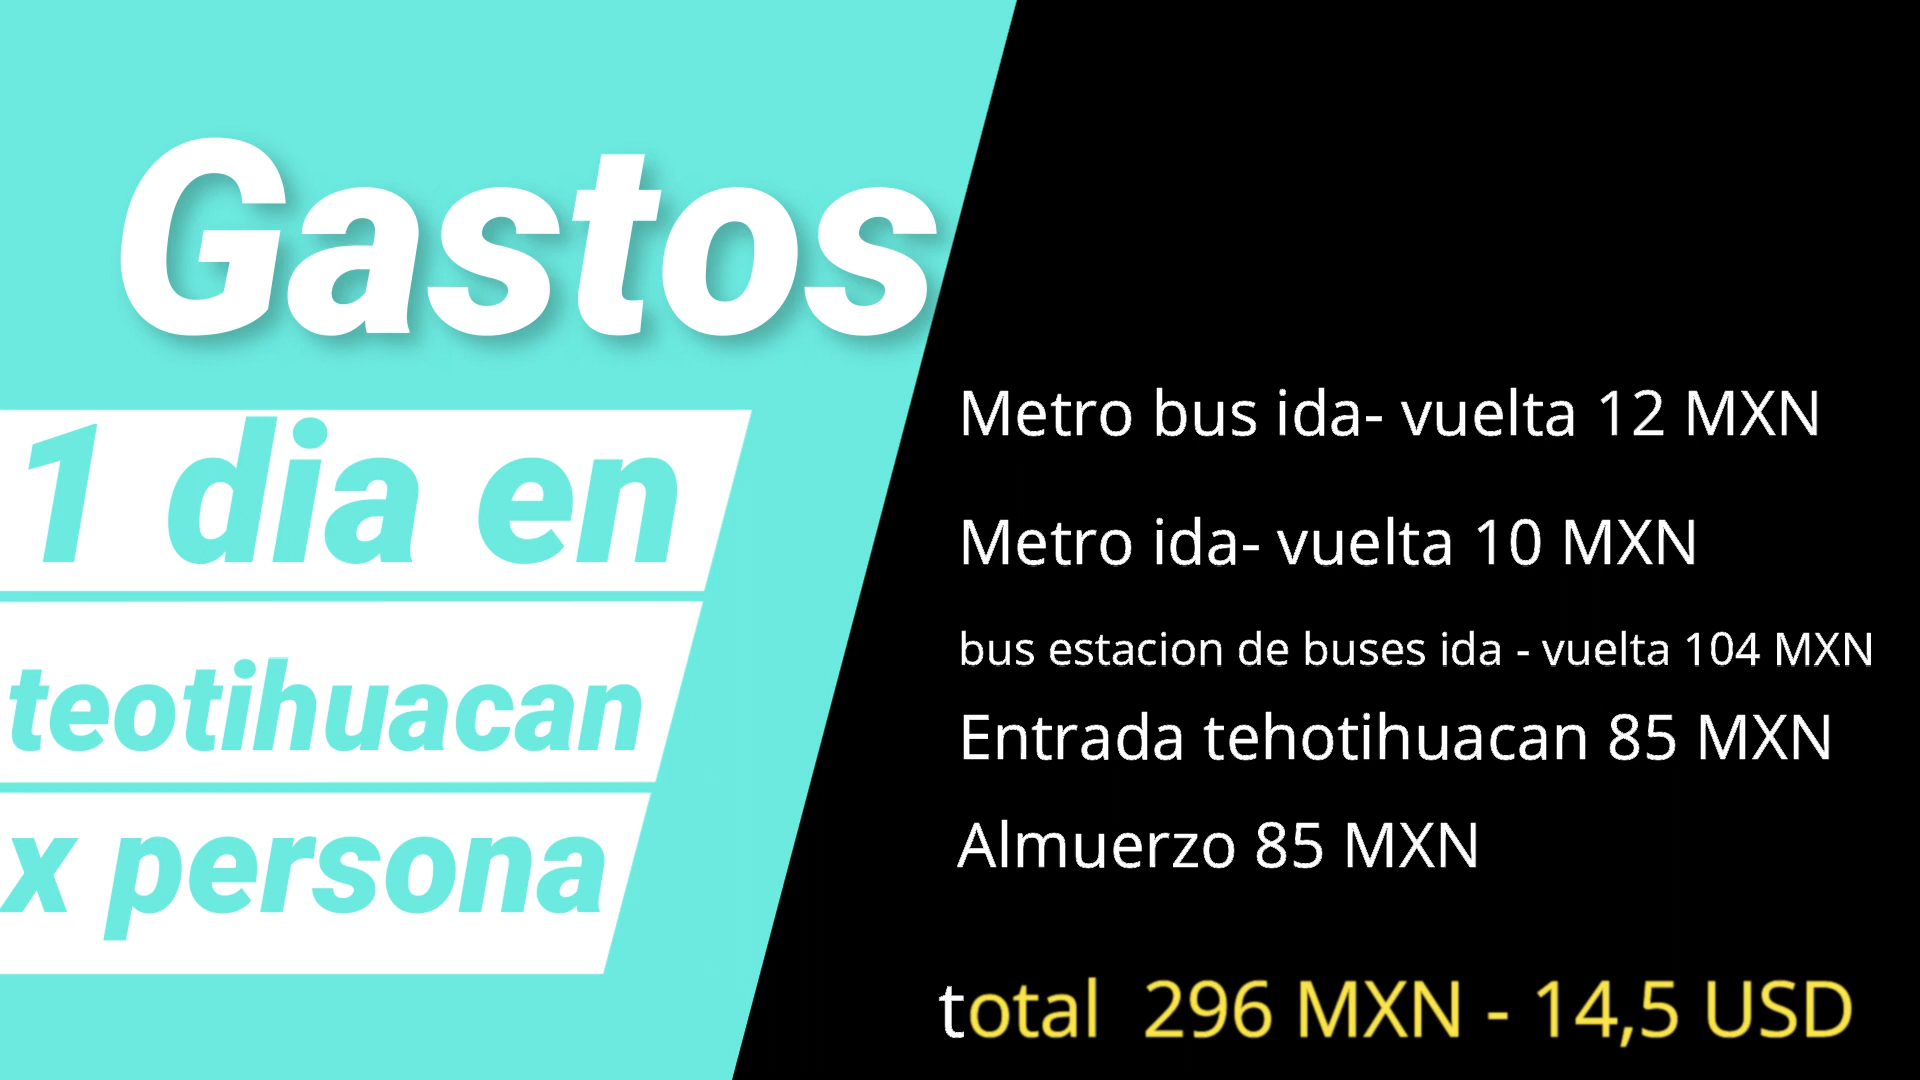 Gastos
1 dia en
teotihuacan
x persona
Metro bus ida- vuelta 12 MXN
Metro ida- vuelta 10 MXN
bus estacion de buses ida - vuelta 104 MXN
Entrada tehotihuacan 85 MXN
Almuerzo 85 MXN
total 296 MXN - 14,5 USD